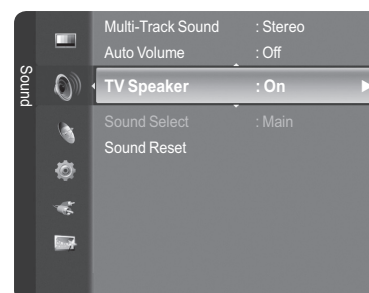 Sound
Multi-Track Sound : Stereo
Auto Volume : Off
TV Speaker : On
Sound Select : Main
Sound Reset